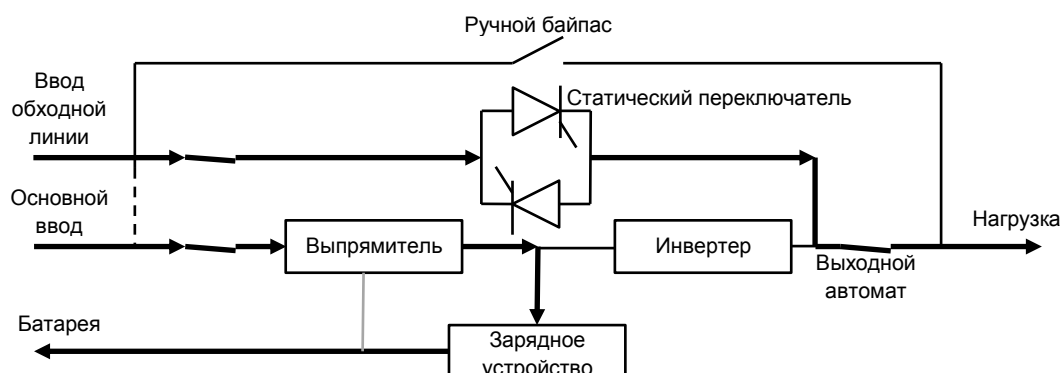 Ручной байпас
Ввод
обходной
линии
Статический переключатель
Основной
ввод
Выпрямитель
Инвертер
Нагрузка
Выходной
автомат
Батарея
Зарядное
устройство